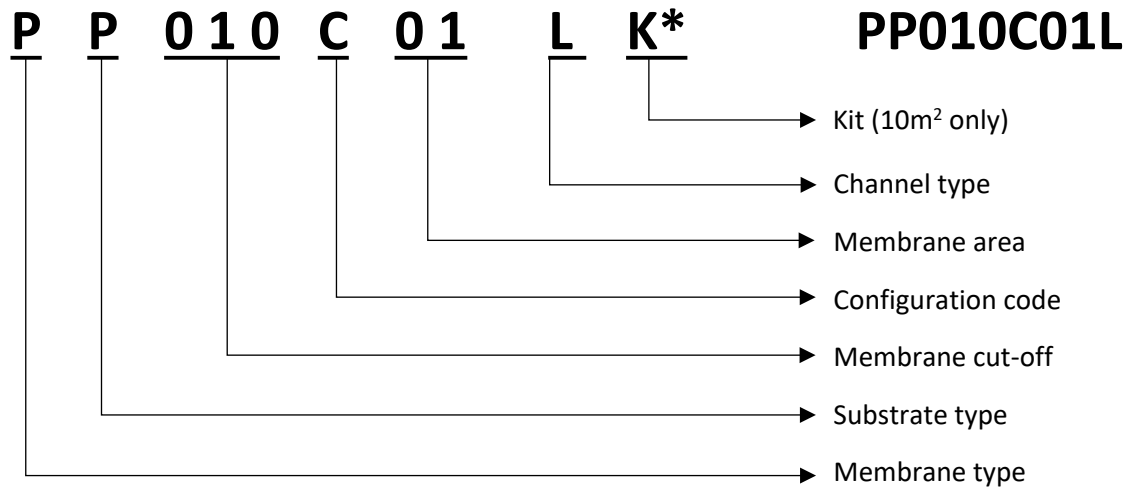 P P 0 1 0 C 0 1 L K* PP010C01L
Kit (10m² only)
Channel type
Membrane area
Configuration code
Membrane cut-off
Substrate type
Membrane type